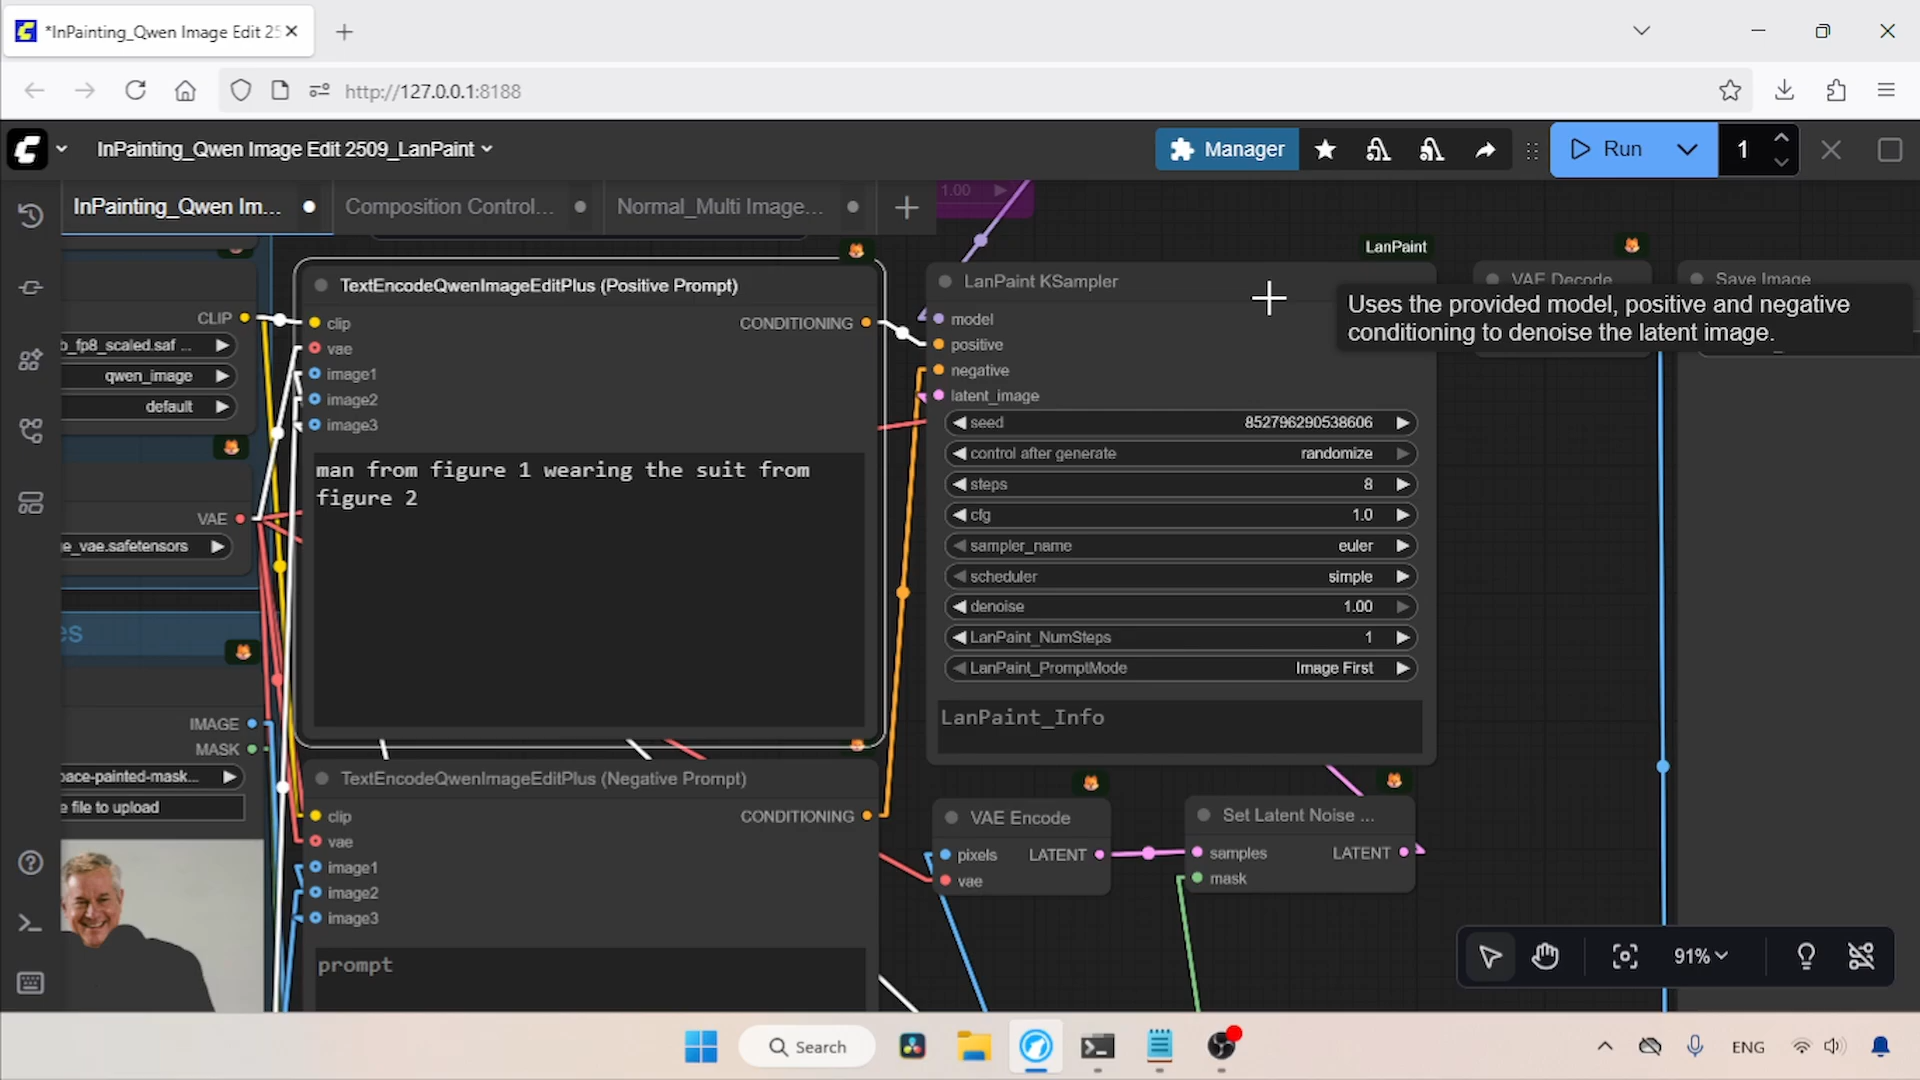 *InPainting_Qwen Image Edit 25
http://127.0.0.1:8188
InPainting_Qwen Image Edit 2509_LanPaint
Manager
Run
1
InPainting_Qwen Im...
Composition Control...
Normal_Multi Image...
1.00
LanPaint
CLIP
b_fp8_scaled.saf ...
qwen_image
default
VAE
e_vae.safetensors
es
IMAGE
MASK
pace-painted-mask...
e file to upload
TextEncodeQwenImageEditPlus (Positive Prompt)
clip
CONDITIONING
vae
image1
image2
image3
man from figure 1 wearing the suit from
figure 2
TextEncodeQwenImageEditPlus (Negative Prompt)
clip
CONDITIONING
vae
image1
image2
image3
prompt
LanPaint KSampler
model
positive
negative
latent_image
seed 852796290538606
control after generate randomize
steps 8
cfg 1.0
sampler_name euler
scheduler simple
denoise 1.00
LanPaint_NumSteps 1
LanPaint_PromptMode Image First
LanPaint_Info
VAE Encode
pixels LATENT
vae
Set Latent Noise ...
samples LATENT
mask
VAE Decode
Save Image
Uses the provided model, positive and negative
conditioning to denoise the latent image.
91%
Search
ENG